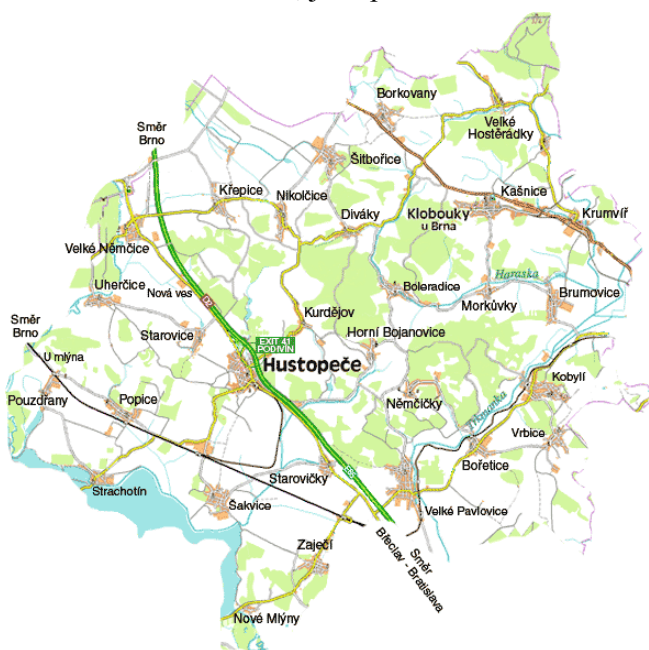 Borkovany
Velké
Hostěrádky
Směr
Brno
Šitbořice
Křepice
Nikolčice
Kašnice
Diváky
Klobouky
u Brna
Krumvíř
Velké Němčice
Haraska
Uherčice
Nová ves
D2
Boleradice
Morkůvky
Brumovice
Kurdějov
Směr
Brno
Starovice
EXIT 41
PODIVÍN
Horní Bojanovice
U mlýna
Hustopeče
Pouzdřany
Popice
Němčičky
Kobylí
Trkmanka
Vrbice
Bořetice
Starovičky
Strachotín
Šakvice
Velké Pavlovice
Zaječí
Směr
Břeclav - Bratislava
Nové Mlýny